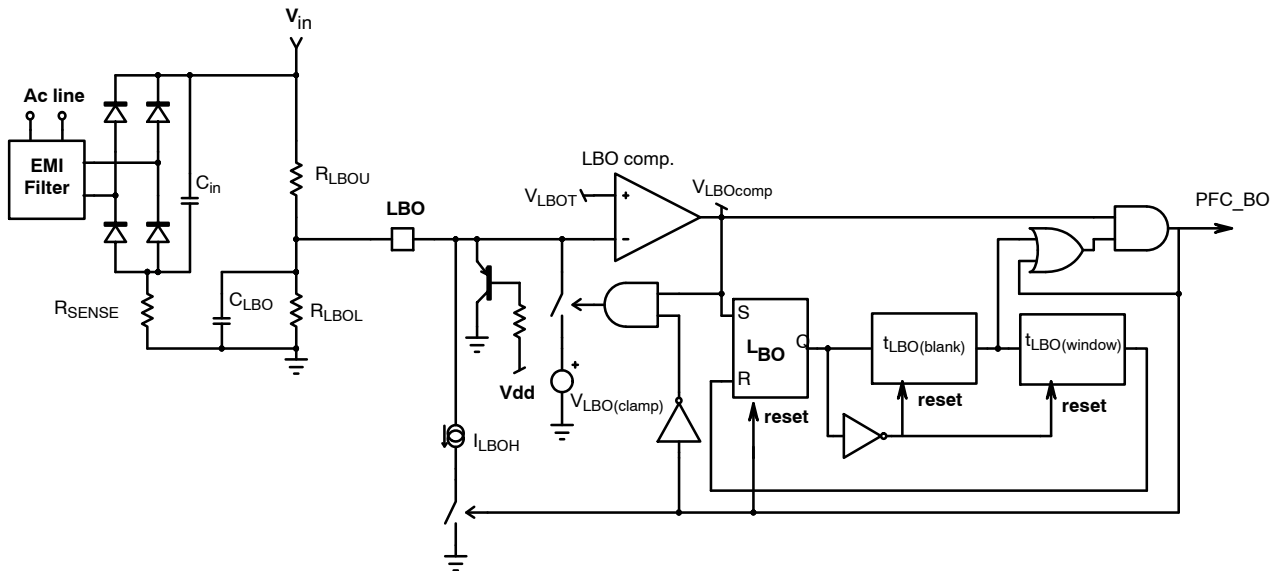 Vin
Ac line
EMI
Filter
Cin
RLBOU
LBO
LBO comp.
VLBOT
+
-
VLBOcomp
PFC_BO
RSENSE
CLBO
RLBOL
Vdd
+
VLBO(clamp)
S
LBO
R
Q
tLBO(blank)
tLBO(window)
reset
reset
reset
ILBOH